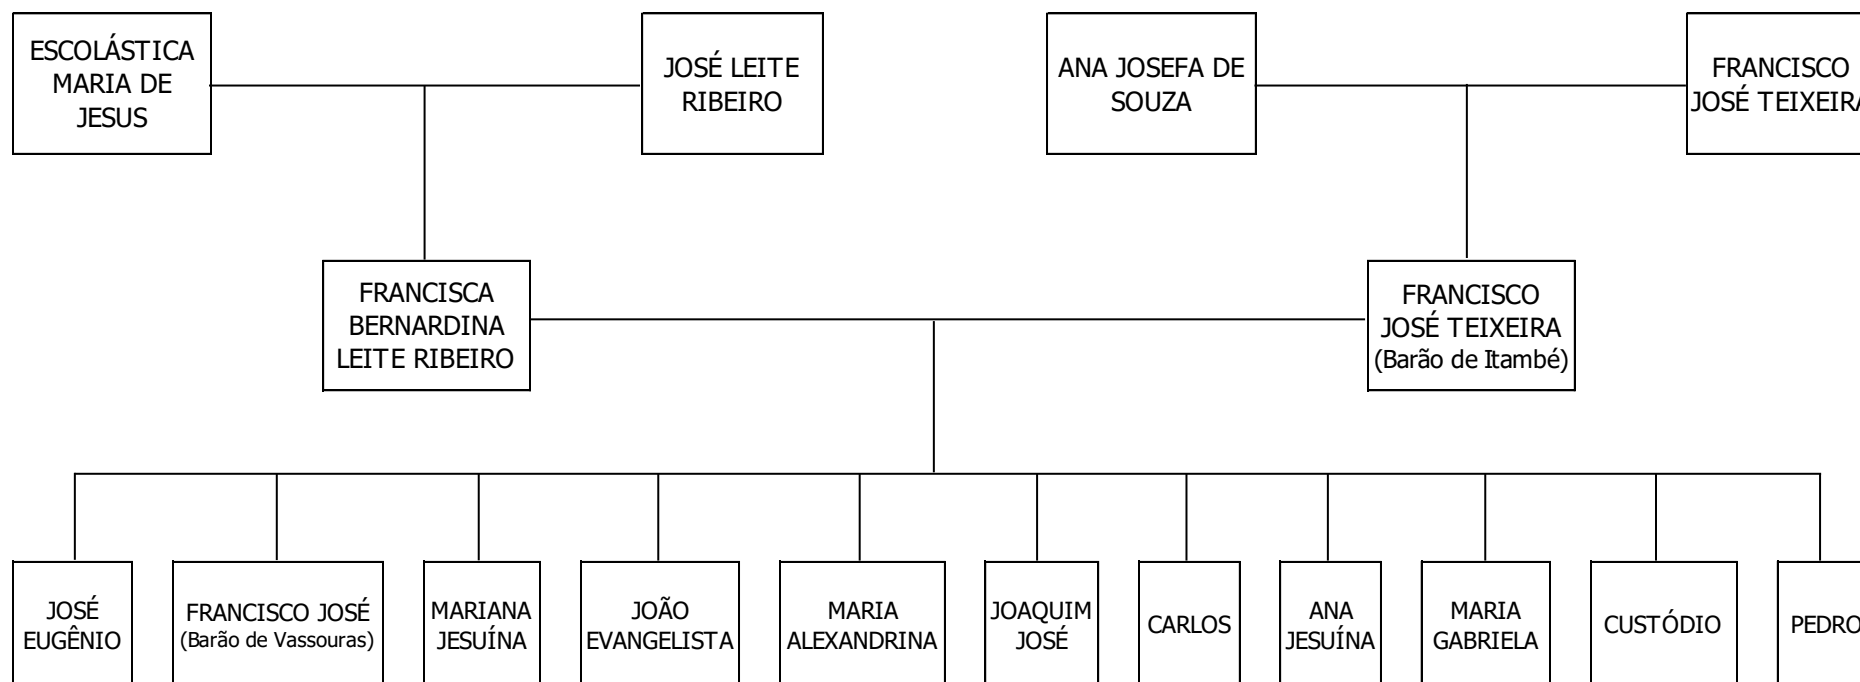 ESCOLÁSTICA
MARIA DE
JESUS
JOSÉ LEITE
RIBEIRO
ANA JOSEFA DE
SOUZA
FRANCISCO
JOSÉ TEIXEIRA
FRANCISCA
BERNARDINA
LEITE RIBEIRO
FRANCISCO
JOSÉ TEIXEIRA
(Barão de Itambé)
JOSÉ
EUGÊNIO
FRANCISCO JOSÉ
(Barão de Vassouras)
MARIANA
JESUÍNA
JOÃO
EVANGELISTA
MARIA
ALEXANDRINA
JOAQUIM
JOSÉ
CARLOS
ANA
JESUÍNA
MARIA
GABRIELA
CUSTÓDIO
PEDRO